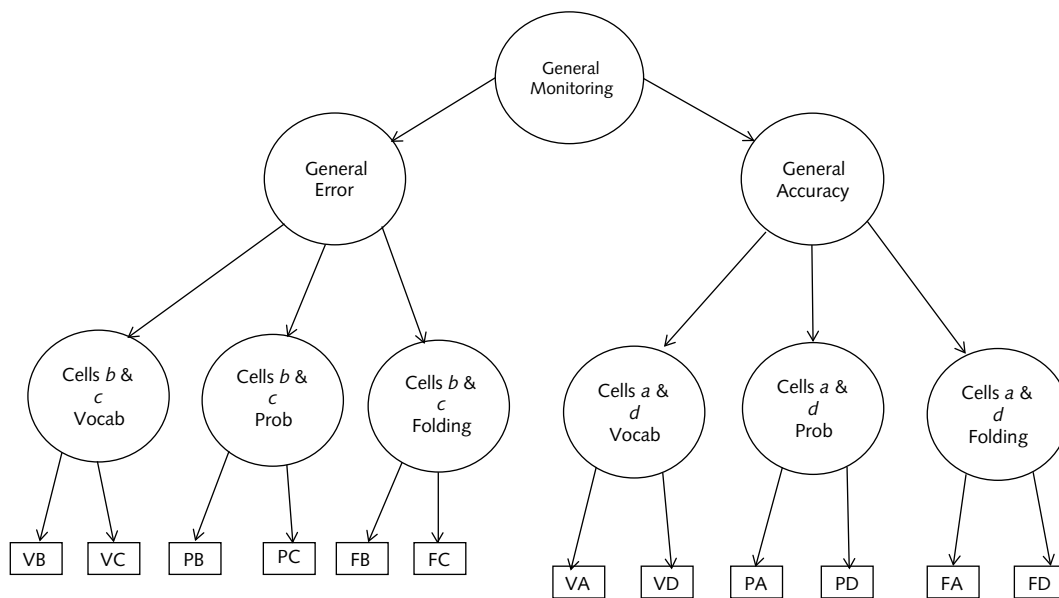 General
Monitoring
General
Error
General
Accuracy
Cells b &
c
Vocab
Cells b &
c
Prob
Cells b &
c
Folding
Cells a &
d
Vocab
Cells a &
d
Prob
Cells a &
d
Folding
VB
VC
PB
PC
FB
FC
VA
VD
PA
PD
FA
FD